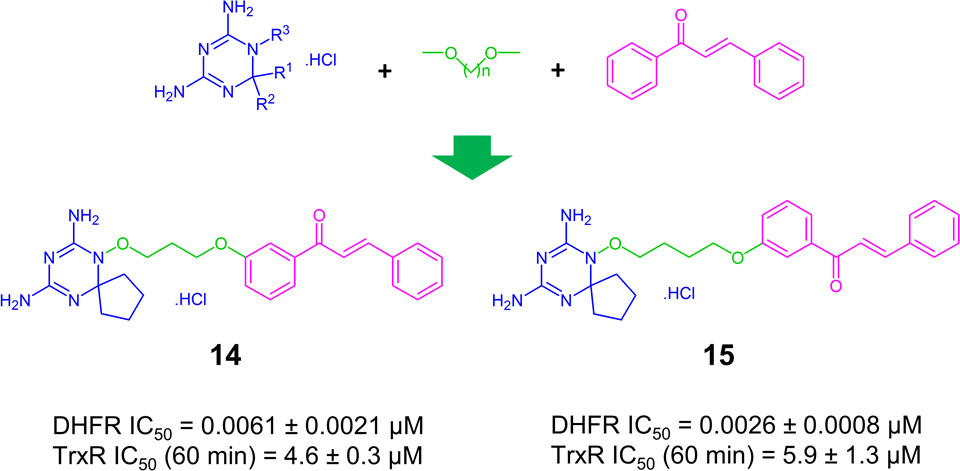 NH₂
N
N
R³
.HCl
R¹
H₂N
N
R²
+
O
O
n
+
O
NH₂
N
N
O
O
O
H₂N
N
.HCl
14
NH₂
N
N
O
O
O
H₂N
N
.HCl
15
DHFR IC₅₀ = 0.0061 ± 0.0021 µM
TrxR IC₅₀ (60 min) = 4.6 ± 0.3 µM
DHFR IC₅₀ = 0.0026 ± 0.0008 µM
TrxR IC₅₀ (60 min) = 5.9 ± 1.3 µM